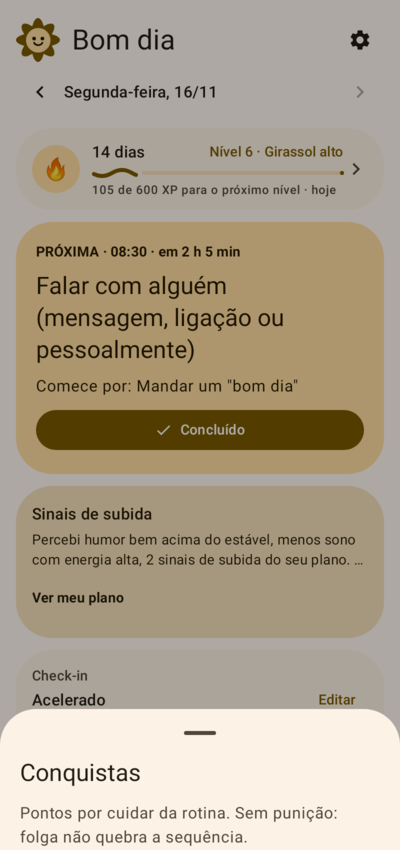 Bom dia
Segunda-feira, 16/11
14 dias
Nível 6 · Girassol alto
105 de 600 XP para o próximo nível · hoje
PRÓXIMA · 08:30 · em 2 h 5 min
Falar com alguém
(mensagem, ligação ou
pessoalmente)
Comece por: Mandar um "bom dia"
Concluído
Sinais de subida
Percebi humor bem acima do estável, menos sono
com energia alta, 2 sinais de subida do seu plano. ...
Ver meu plano
Check-in
Acelerado
Editar
Conquistas
Pontos por cuidar da rotina. Sem punição:
folga não quebra a sequência.